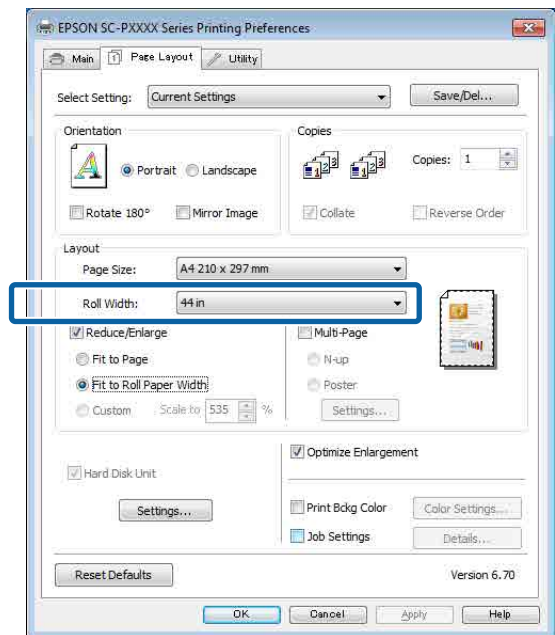 EPSON SC-PXXXX Series Printing Preferences
Main Page Layout Utility
Select Setting: Current Settings Save/Del...
Orientation
Portrait Landscape
Rotate 180° Mirror Image
Copies
Copies: 1
Collate Reverse Order
Layout
Page Size: A4 210 x 297 mm
Roll Width: 44 in
Reduce/Enlarge
Fit to Page
Fit to Roll Paper Width
Custom Scale to 535 %
Multi-Page
N-up
Poster
Settings...
Optimize Enlargement
Hard Disk Unit
Settings...
Print Bckg Color Color Settings...
Job Settings Details...
Reset Defaults Version 6.70
OK Cancel Apply Help